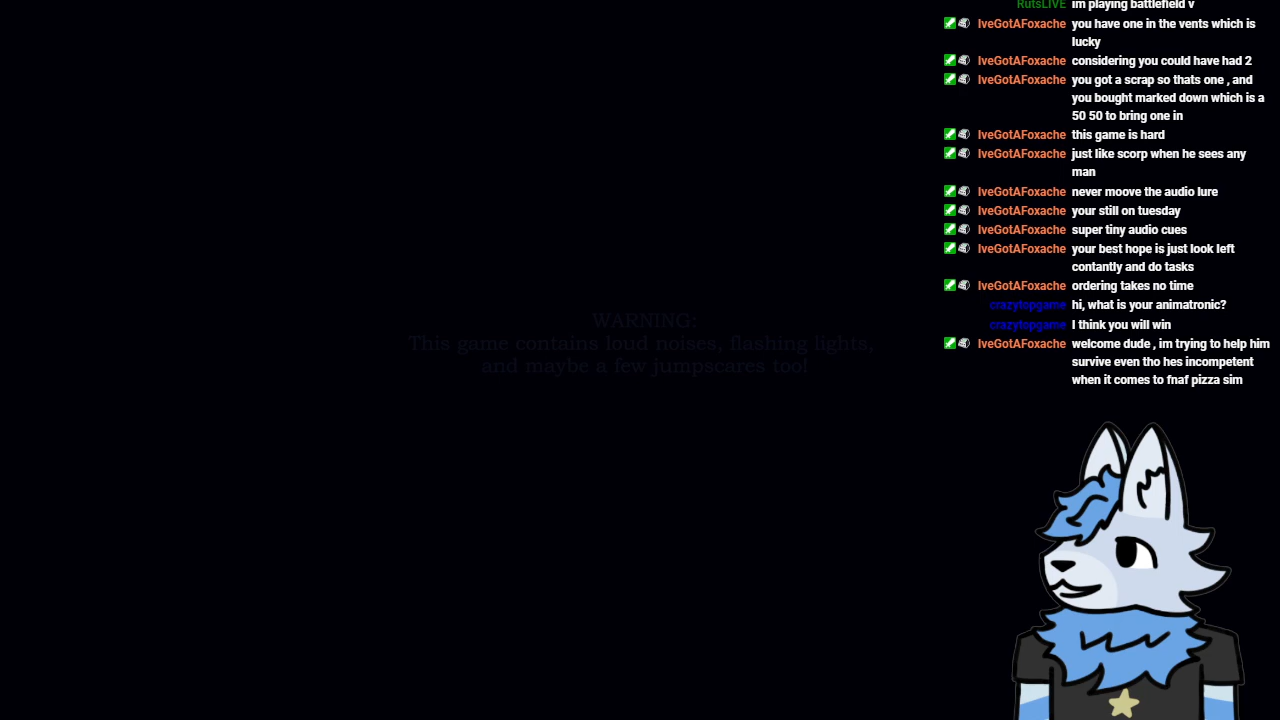 RutsLIVE im playing battlefield v
IveGotAFoxache you have one in the vents which is
lucky
IveGotAFoxache considering you could have had 2
IveGotAFoxache you got a scrap so thats one , and
you bought marked down which is a
50 50 to bring one in
IveGotAFoxache this game is hard
IveGotAFoxache just like scorp when he sees any
man
IveGotAFoxache never moove the audio lure
IveGotAFoxache your still on tuesday
IveGotAFoxache super tiny audio cues
IveGotAFoxache your best hope is just look left
contantly and do tasks
IveGotAFoxache ordering takes no time
crazytopgame hi, what is your animatronic?
crazytopgame I think you will win
IveGotAFoxache welcome dude , im trying to help him
survive even tho hes incompetent
when it comes to fnaf pizza sim
WARNING:
This game contains loud noises, flashing lights,
and maybe a few jumpscares too!